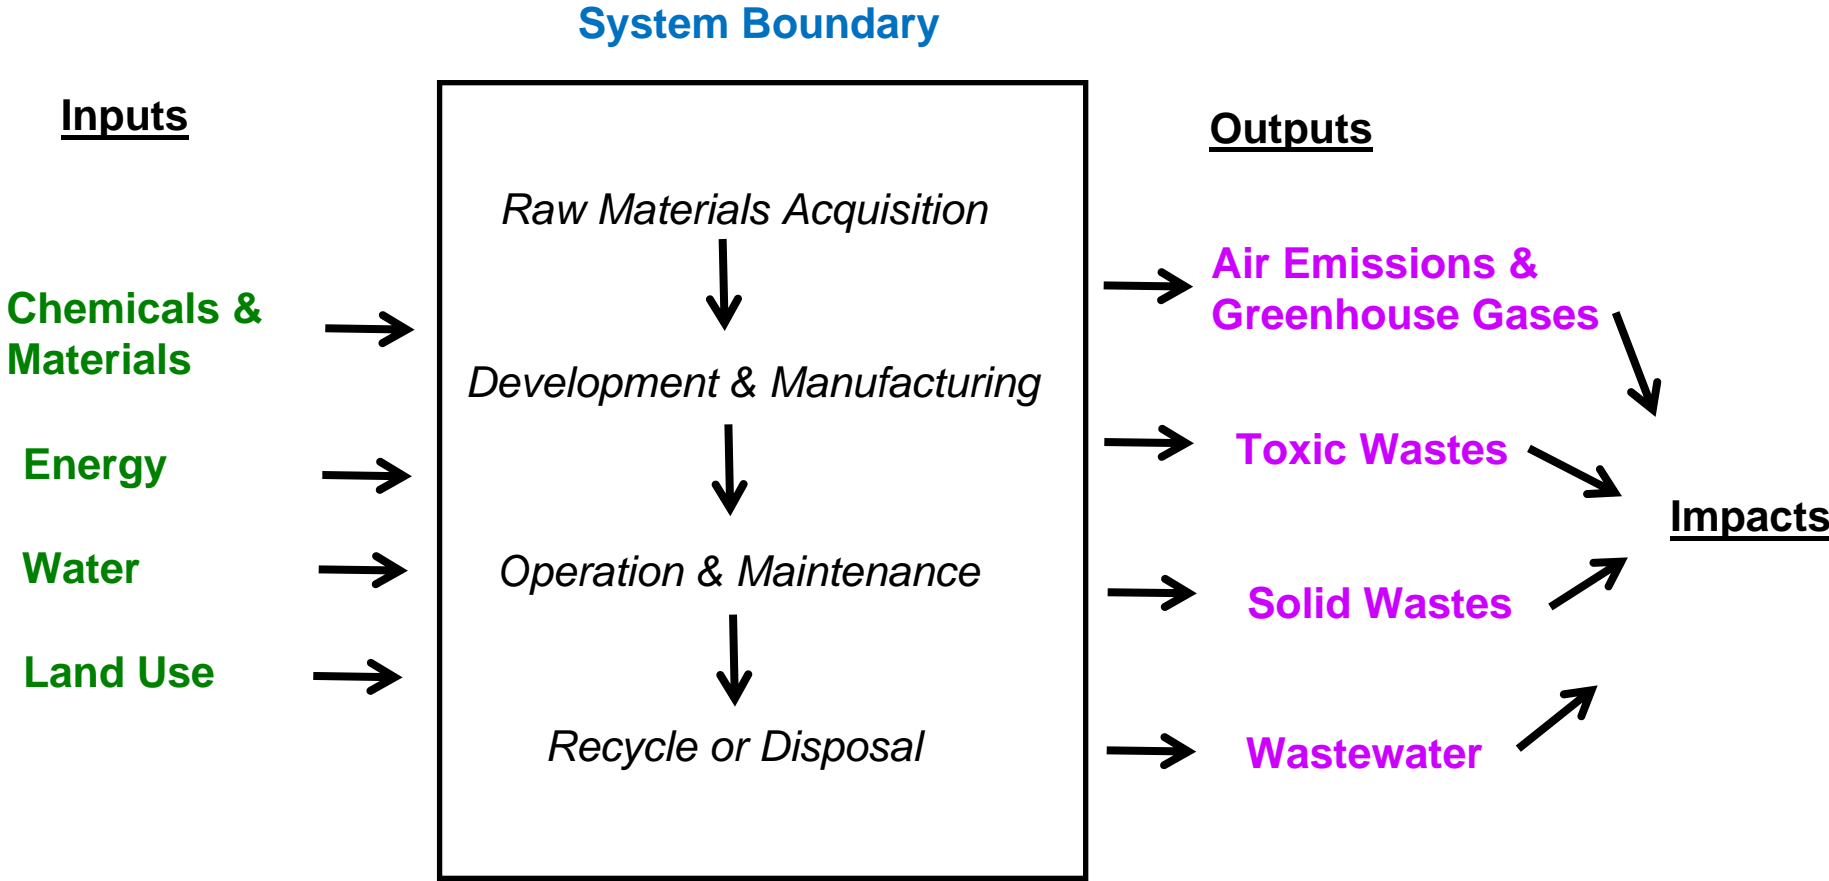 System Boundary
Inputs
Chemicals &
Materials
Energy
Water
Land Use
Raw Materials Acquisition
Development & Manufacturing
Operation & Maintenance
Recycle or Disposal
Outputs
Air Emissions &
Greenhouse Gases
Toxic Wastes
Solid Wastes
Wastewater
Impacts